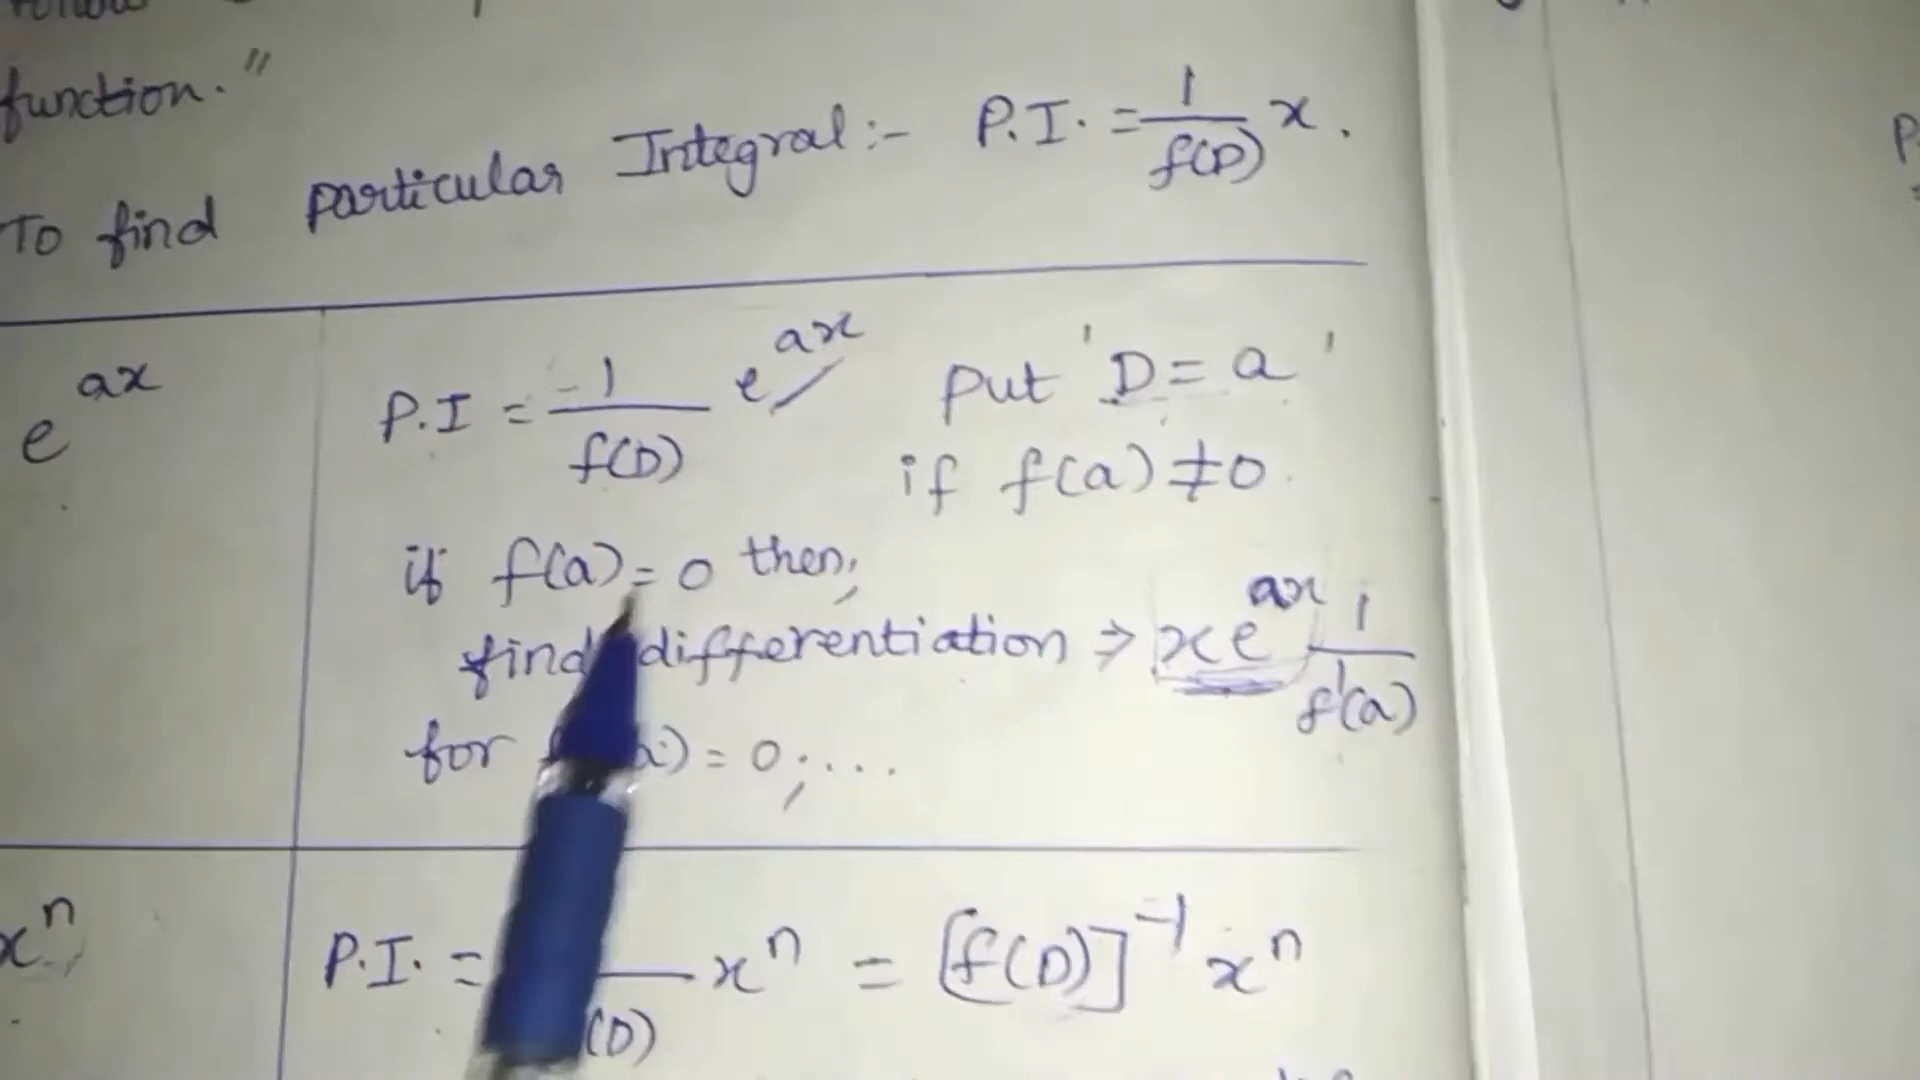 function."
To find particular Integral:- P.I. = 1/f(D) x.
e^ax
P.I = 1/f(D) e^ax put 'D = a'
if f(a) ≠ 0.
if f(a) = 0 then,
find differentiation ⇒ xe^ax 1/f'(a)
for = 0; ...
x^n
P.I. = (D) x^n = [f(D)]^-1 x^n